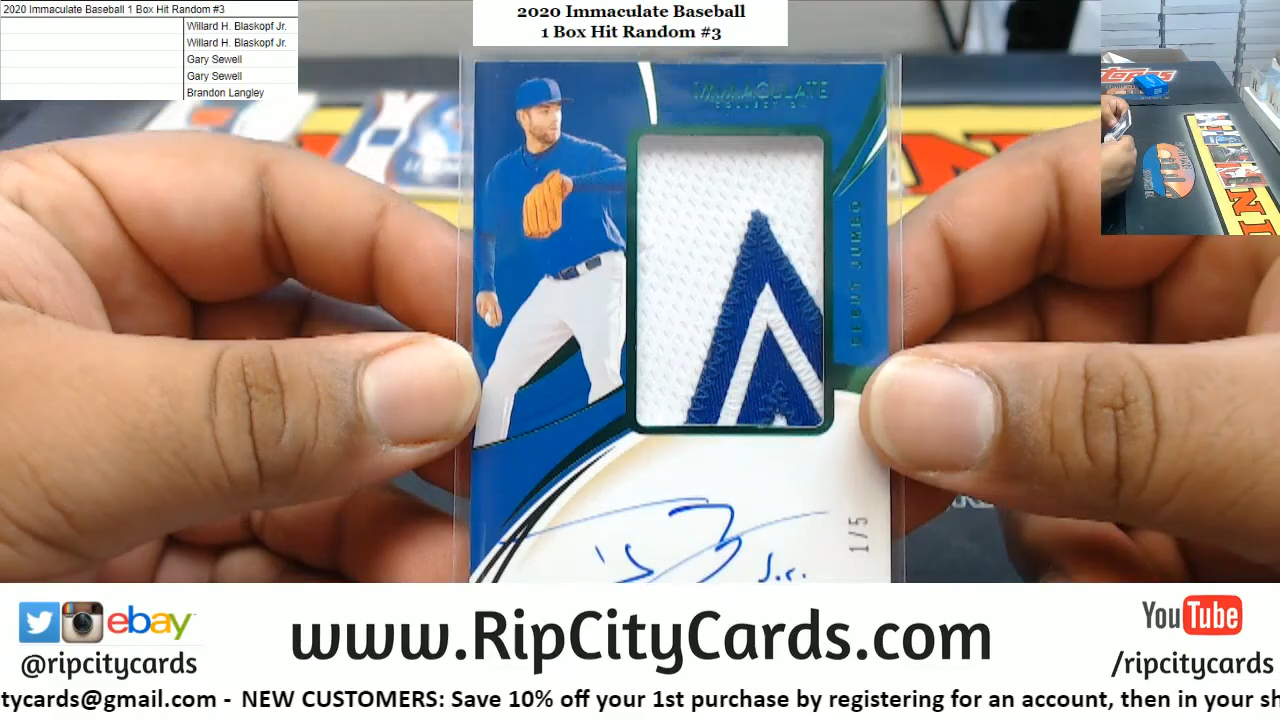 2020 Immaculate Baseball 1 Box Hit Random #3
Willard H. Blaskopf Jr.
Willard H. Blaskopf Jr.
Gary Sewell
Gary Sewell
Brandon Langley
2020 Immaculate Baseball
1 Box Hit Random #3
IMMACULATE
COLLECTION
DEBUT JUMBO
1/5
Jr.
Topps
ebay
@ripcitycards
www.RipCityCards.com
YouTube
/ripcitycards
tycards@gmail.com - NEW CUSTOMERS: Save 10% off your 1st purchase by registering for an account, then in your sh